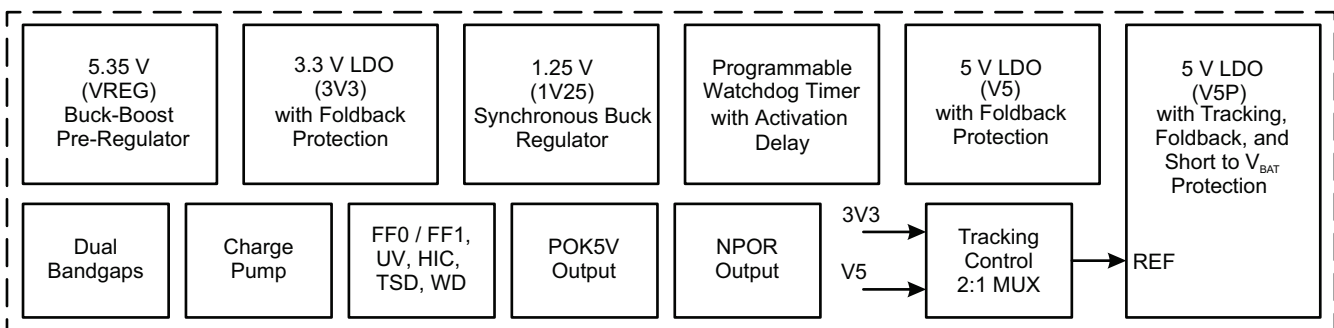 5.35 V
(VREG)
Buck-Boost
Pre-Regulator
3.3 V LDO
(3V3)
with Foldback
Protection
1.25 V
(1V25)
Synchronous Buck
Regulator
Programmable
Watchdog Timer
with Activation
Delay
5 V LDO
(V5)
with Foldback
Protection
5 V LDO
(V5P)
with Tracking,
Foldback, and
Short to VBAT
Protection
Dual
Bandgaps
Charge
Pump
FF0 / FF1,
UV, HIC,
TSD, WD
POK5V
Output
NPOR
Output
3V3
V5
Tracking
Control
2:1 MUX
REF